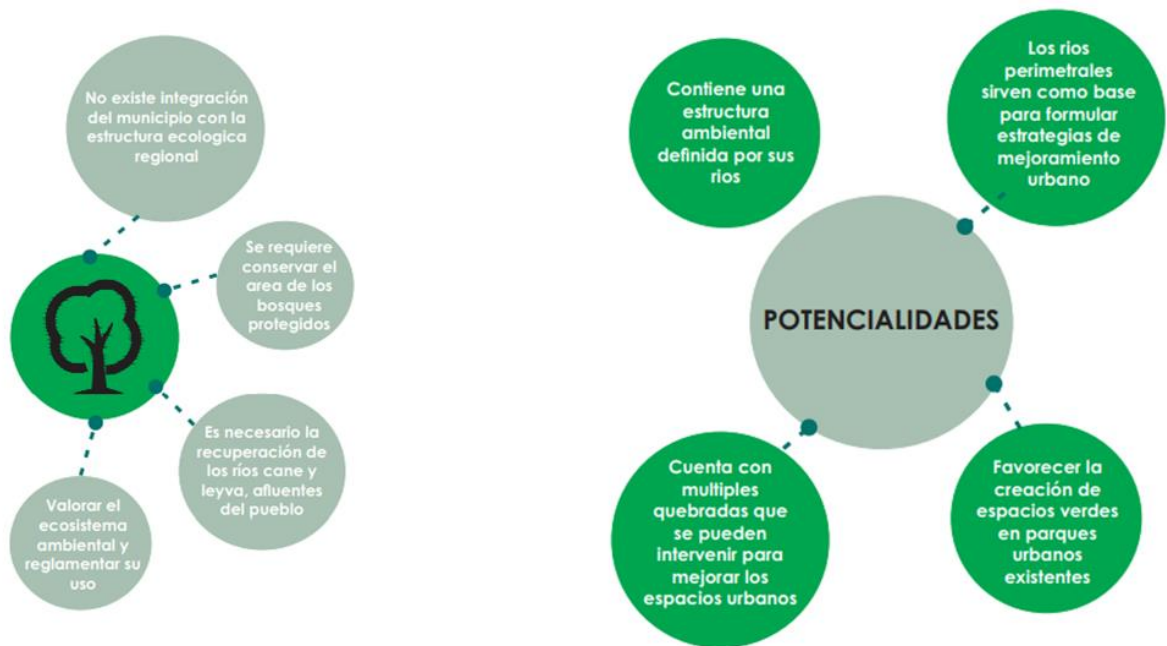 No existe integración
del municipio con la
estructura ecologica
regional
Se requiere
conservar el
area de los
bosques
protegidos
Es necesario la
recuperación de
los ríos cane y
leyva, afluentes
del pueblo
Valorar el
ecosistema
ambiental y
reglamentar su
uso
Contiene una
estructura
ambiental
definida por sus
rios
Los rios
perimetrales
sirven como base
para formular
estrategias de
mejoramiento
urbano
POTENCIALIDADES
Cuenta con
multiples
quebradas que
se pueden
intervenir para
mejorar los
espacios urbanos
Favorecer la
creación de
espacios verdes
en parques
urbanos
existentes